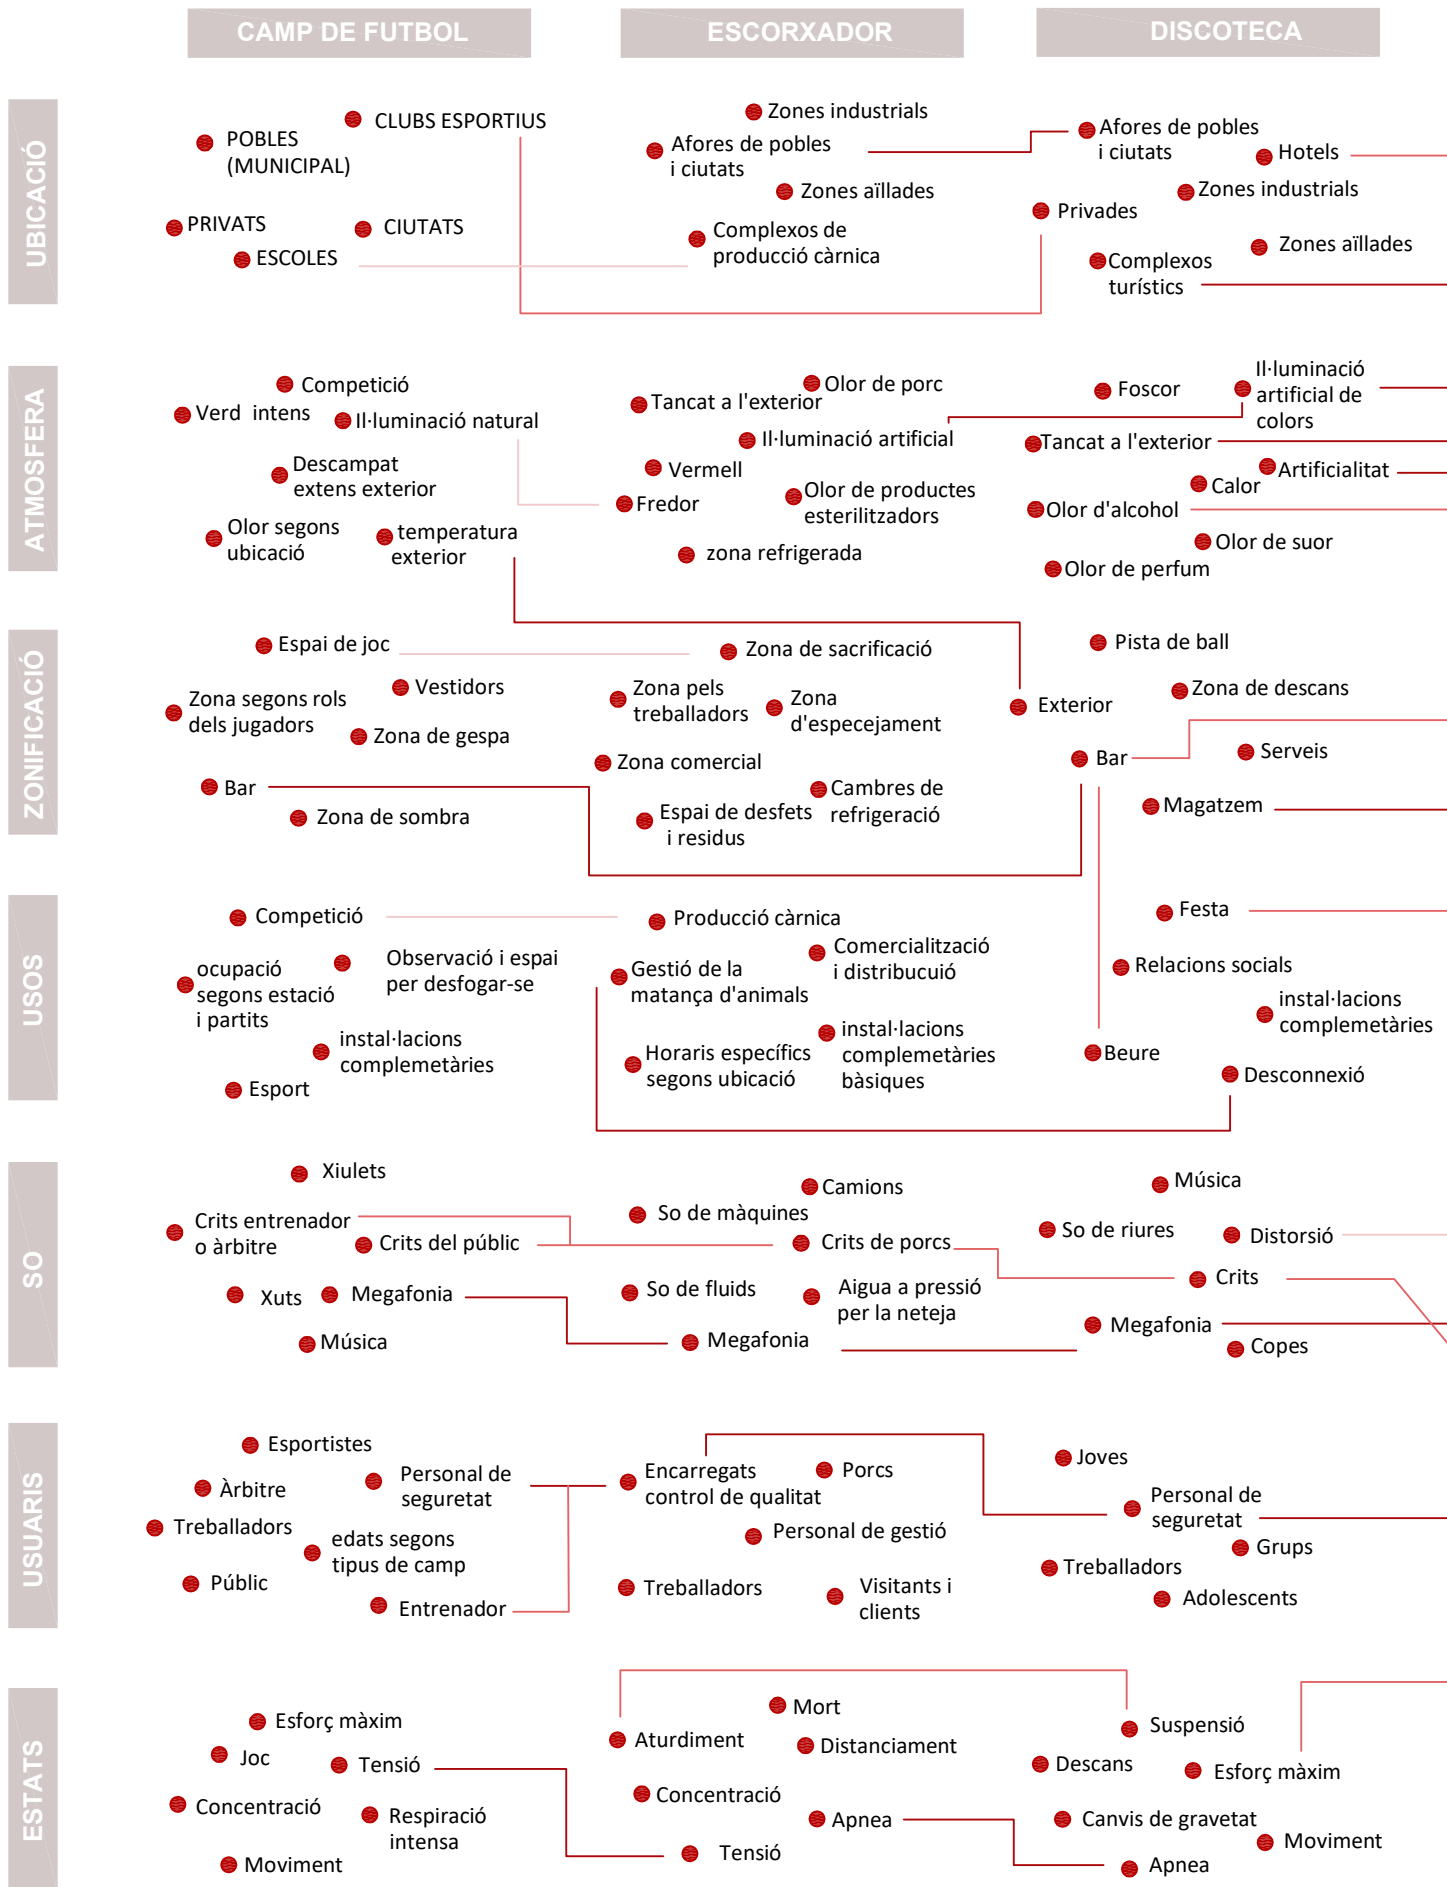 CAMP DE FUTBOL
ESCORXADOR
DISCOTECA
UBICACIÓ
POBLES
(MUNICIPAL)
CLUBS ESPORTIUS
PRIVATS
CIUTATS
ESCOLES
Zones industrials
Afores de pobles
i ciutats
Zones aïllades
Complexos de
producció càrnica
Afores de pobles
i ciutats
Hotels
Zones industrials
Privades
Zones aïllades
Complexos
turístics
ATMOSFERA
Competició
Verd intens
Il·luminació natural
Descampat
extens exterior
Olor segons
ubicació
temperatura
exterior
Olor de porc
Tancat a l'exterior
Il·luminació artificial
Vermell
Fredor
Olor de productes
esterilitzadors
zona refrigerada
Foscor
Il·luminació
artificial de
colors
Tancat a l'exterior
Artificialitat
Calor
Olor d'alcohol
Olor de suor
Olor de perfum
ZONIFICACIÓ
Espai de joc
Vestidors
Zona segons rols
dels jugadors
Zona de gespa
Bar
Zona de sombra
Zona de sacrificació
Zona pels
treballadors
Zona
d'especejament
Zona comercial
Cambres de
refrigeració
Espai de desfets
i residus
Pista de ball
Zona de descans
Exterior
Bar
Serveis
Magatzem
USOS
Competició
Observació i espai
per desfogar-se
ocupació
segons estació
i partits
instal·lacions
complemetàries
Esport
Producció càrnica
Comercialització
i distribucuió
Gestió de la
matança d'animals
instal·lacions
complemetàries
bàsiques
Horaris específics
segons ubicació
Festa
Relacions socials
instal·lacions
complemetàries
Beure
Desconnexió
SO
Xiulets
Crits entrenador
o àrbitre
Crits del públic
Xuts
Megafonia
Música
Camions
So de màquines
Crits de porcs
So de fluids
Aigua a pressió
per la neteja
Megafonia
Música
So de riures
Distorsió
Crits
Megafonia
Copes
USUARIS
Esportistes
Àrbitre
Personal de
seguretat
Treballadors
edats segons
tipus de camp
Públic
Entrenador
Encarregats
control de qualitat
Porcs
Personal de gestió
Treballadors
Visitants i
clients
Joves
Personal de
seguretat
Grups
Treballadors
Adolescents
ESTATS
Esforç màxim
Joc
Tensió
Concentració
Respiració
intensa
Moviment
Mort
Aturdiment
Distanciament
Concentració
Apnea
Tensió
Suspensió
Descans
Esforç màxim
Canvis de gravetat
Moviment
Apnea